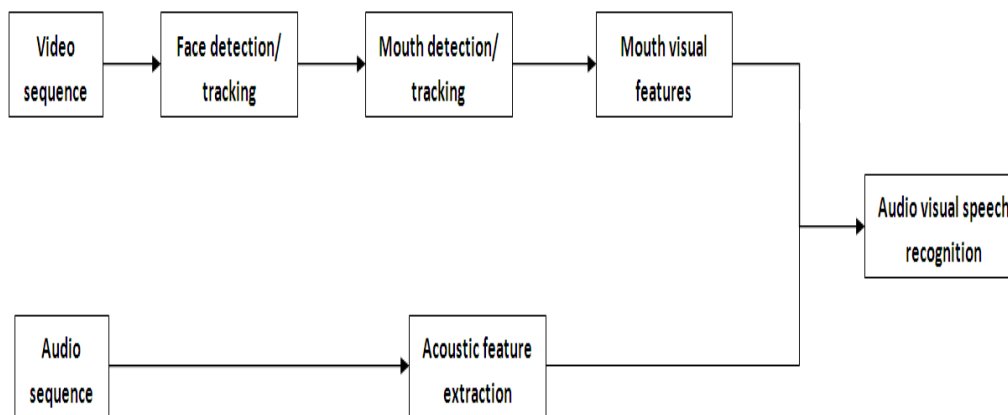 Video
sequence
Face detection/
tracking
Mouth detection/
tracking
Mouth visual
features
Audio visual speech
recognition
Audio
sequence
Acoustic feature
extraction